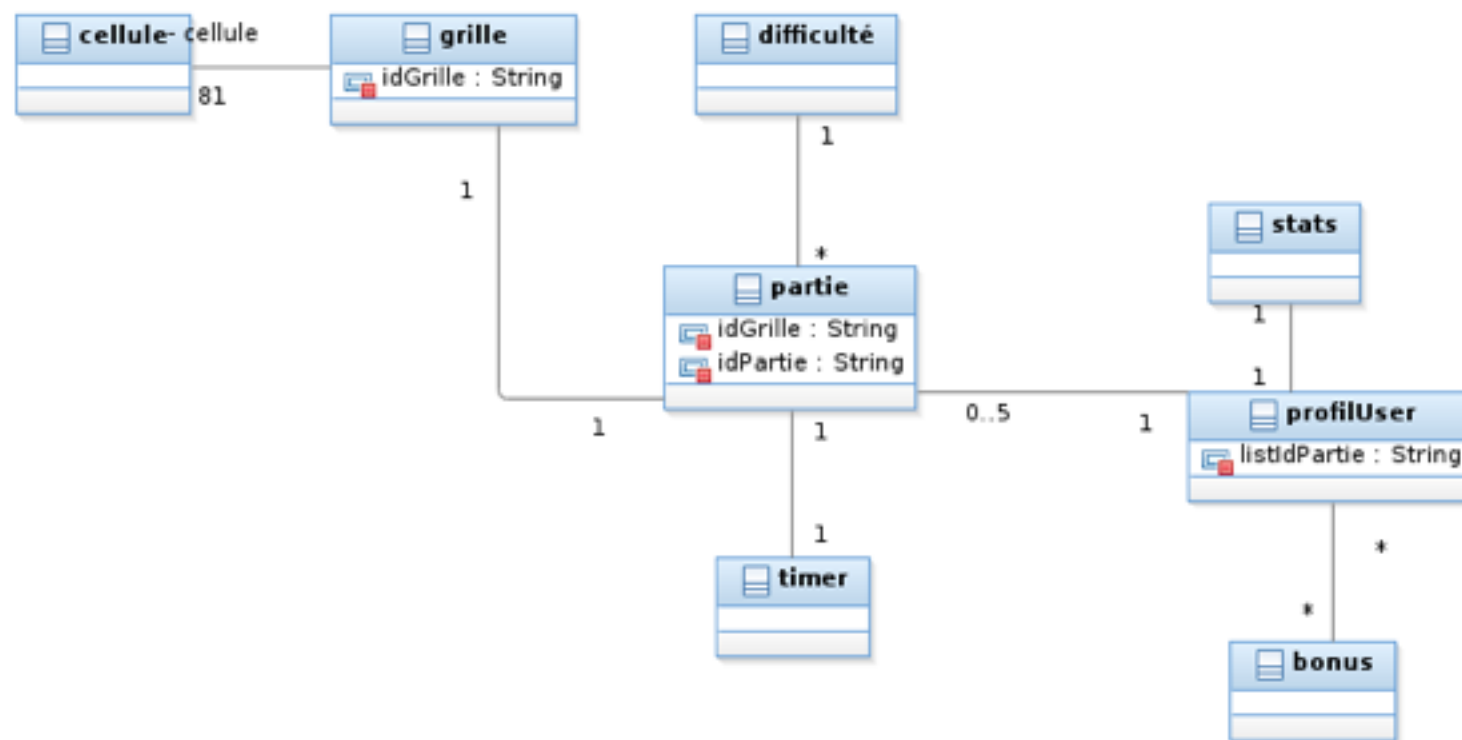 cellule
- cellule
81
grille
idGrille : String
1
difficulté
1
*
stats
1
1
partie
idGrille : String
idPartie : String
1
0..5
1
profilUser
listIdPartie : String
1
1
timer
*
*
bonus